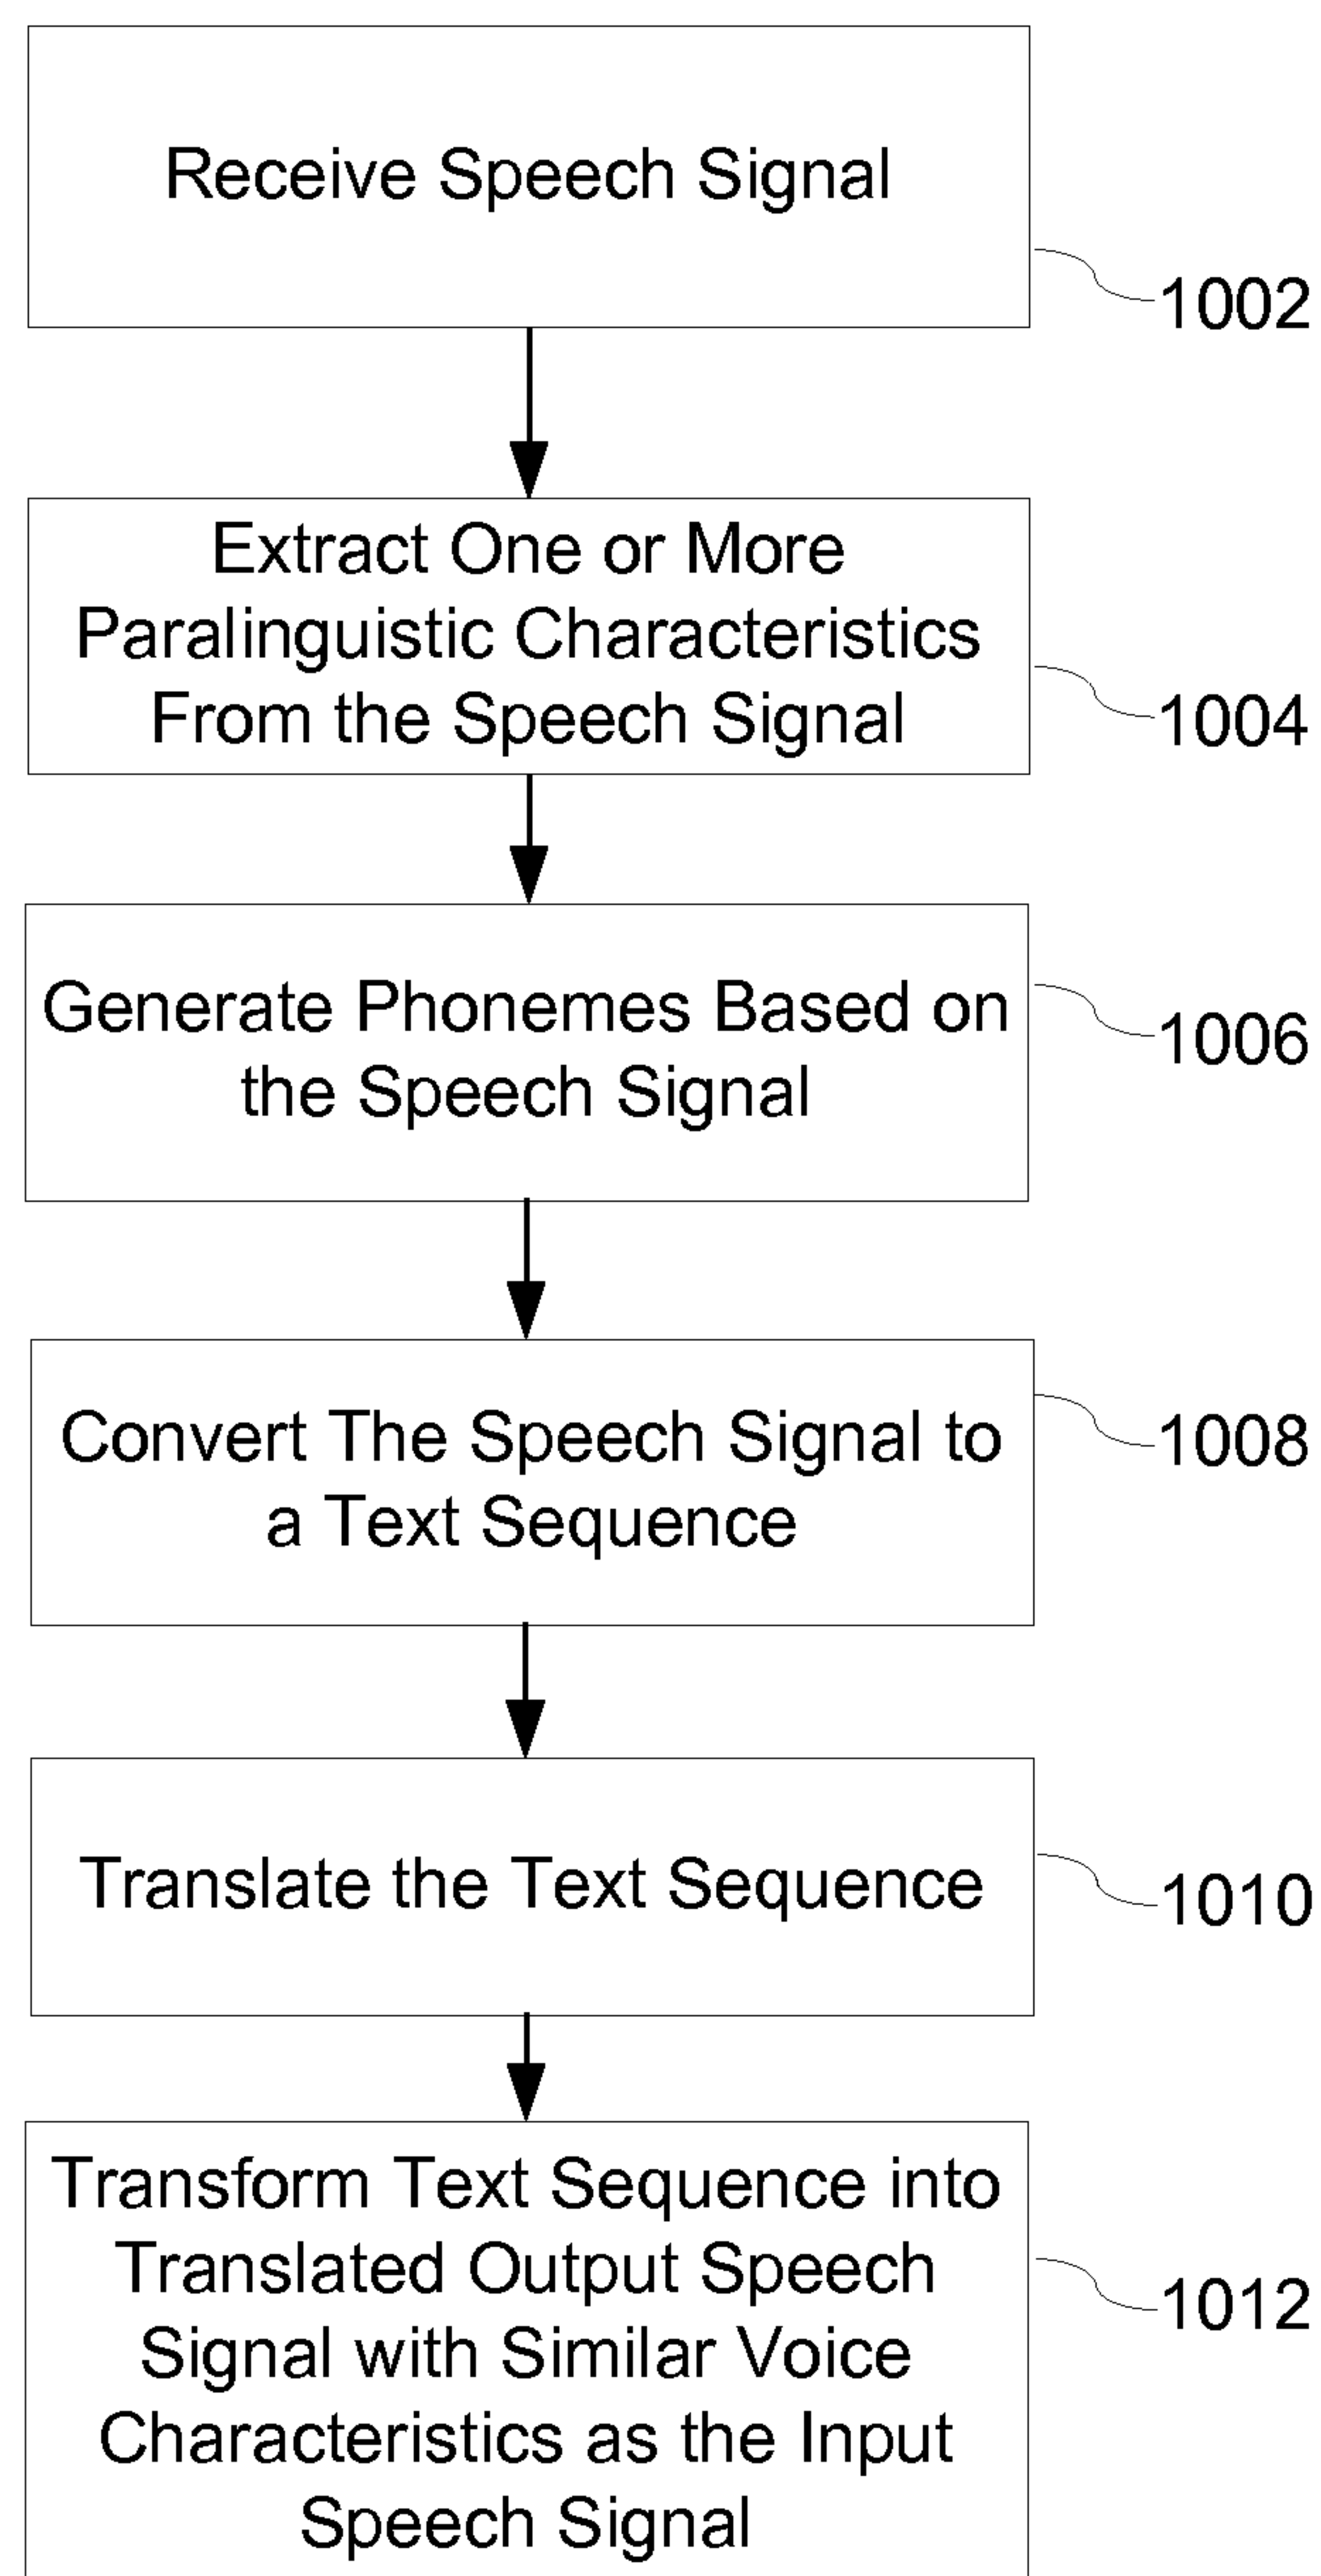 Receive Speech Signal
1002
Extract One or More
Paralinguistic Characteristics
From the Speech Signal
1004
Generate Phonemes Based on
the Speech Signal
1006
Convert The Speech Signal to
a Text Sequence
1008
Translate the Text Sequence
1010
Transform Text Sequence into
Translated Output Speech
Signal with Similar Voice
Characteristics as the Input
Speech Signal
1012